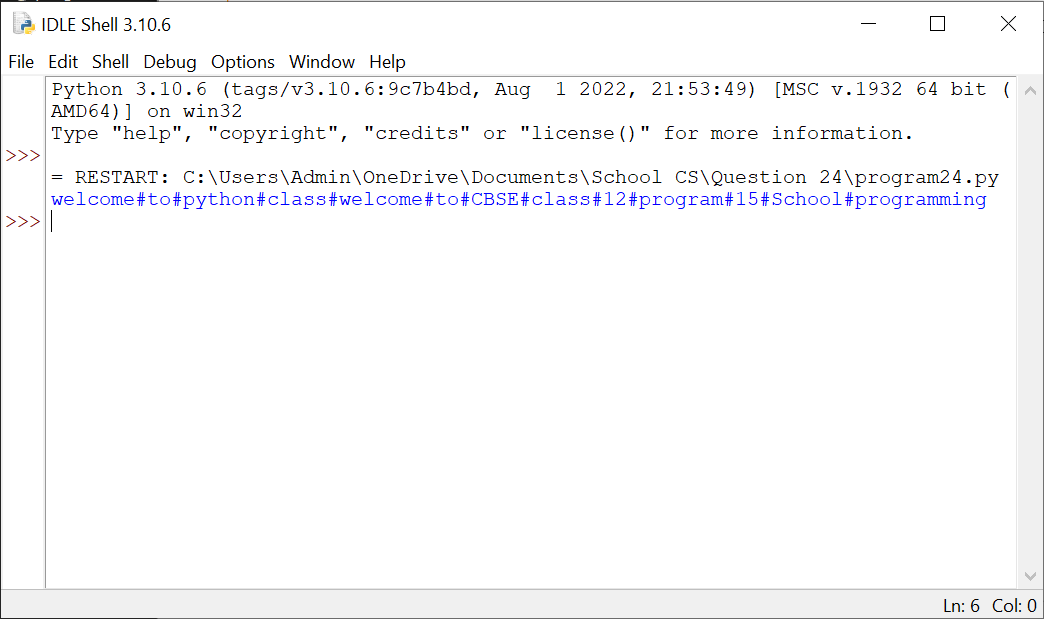 IDLE Shell 3.10.6
File Edit Shell Debug Options Window Help
Python 3.10.6 (tags/v3.10.6:9c7b4bd, Aug  1 2022, 21:53:49) [MSC v.1932 64 bit (
AMD64)] on win32
Type "help", "copyright", "credits" or "license()" for more information.
>>>
= RESTART: C:\Users\Admin\OneDrive\Documents\School CS\Question 24\program24.py
welcome#to#python#class#welcome#to#CBSE#class#12#program#15#School#programming
>>>
Ln: 6 Col: 0